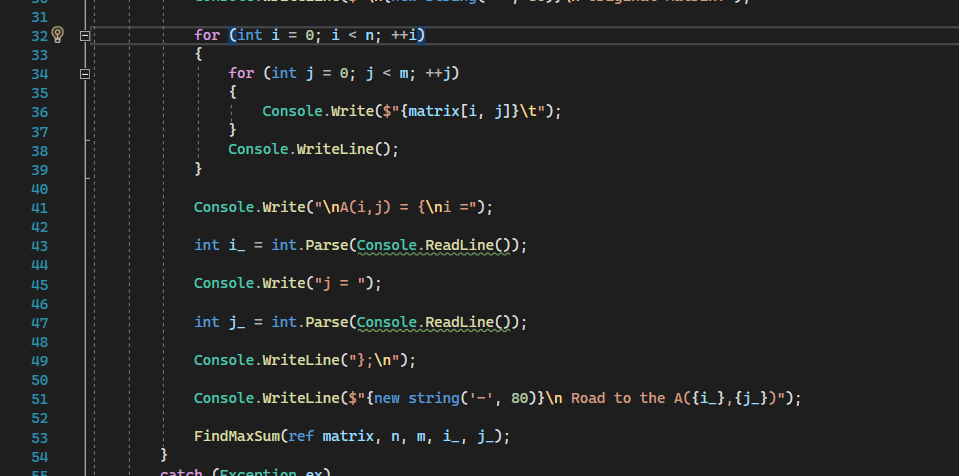 31
32 for (int i = 0; i < n; ++i)
33 {
34 for (int j = 0; j < m; ++j)
35 {
36 Console.Write($"{matrix[i, j]}\t");
37 }
38 Console.WriteLine();
39 }
40
41 Console.Write("\nA(i,j) = {\ni =");
42
43 int i_ = int.Parse(Console.ReadLine());
44
45 Console.Write("j = ");
46
47 int j_ = int.Parse(Console.ReadLine());
48
49 Console.WriteLine("};\n");
50
51 Console.WriteLine($"{new string('-', 80)}\n Road to the A({i_},{j_})");
52
53 FindMaxSum(ref matrix, n, m, i_, j_);
54 }
55 catch (Exception ex)